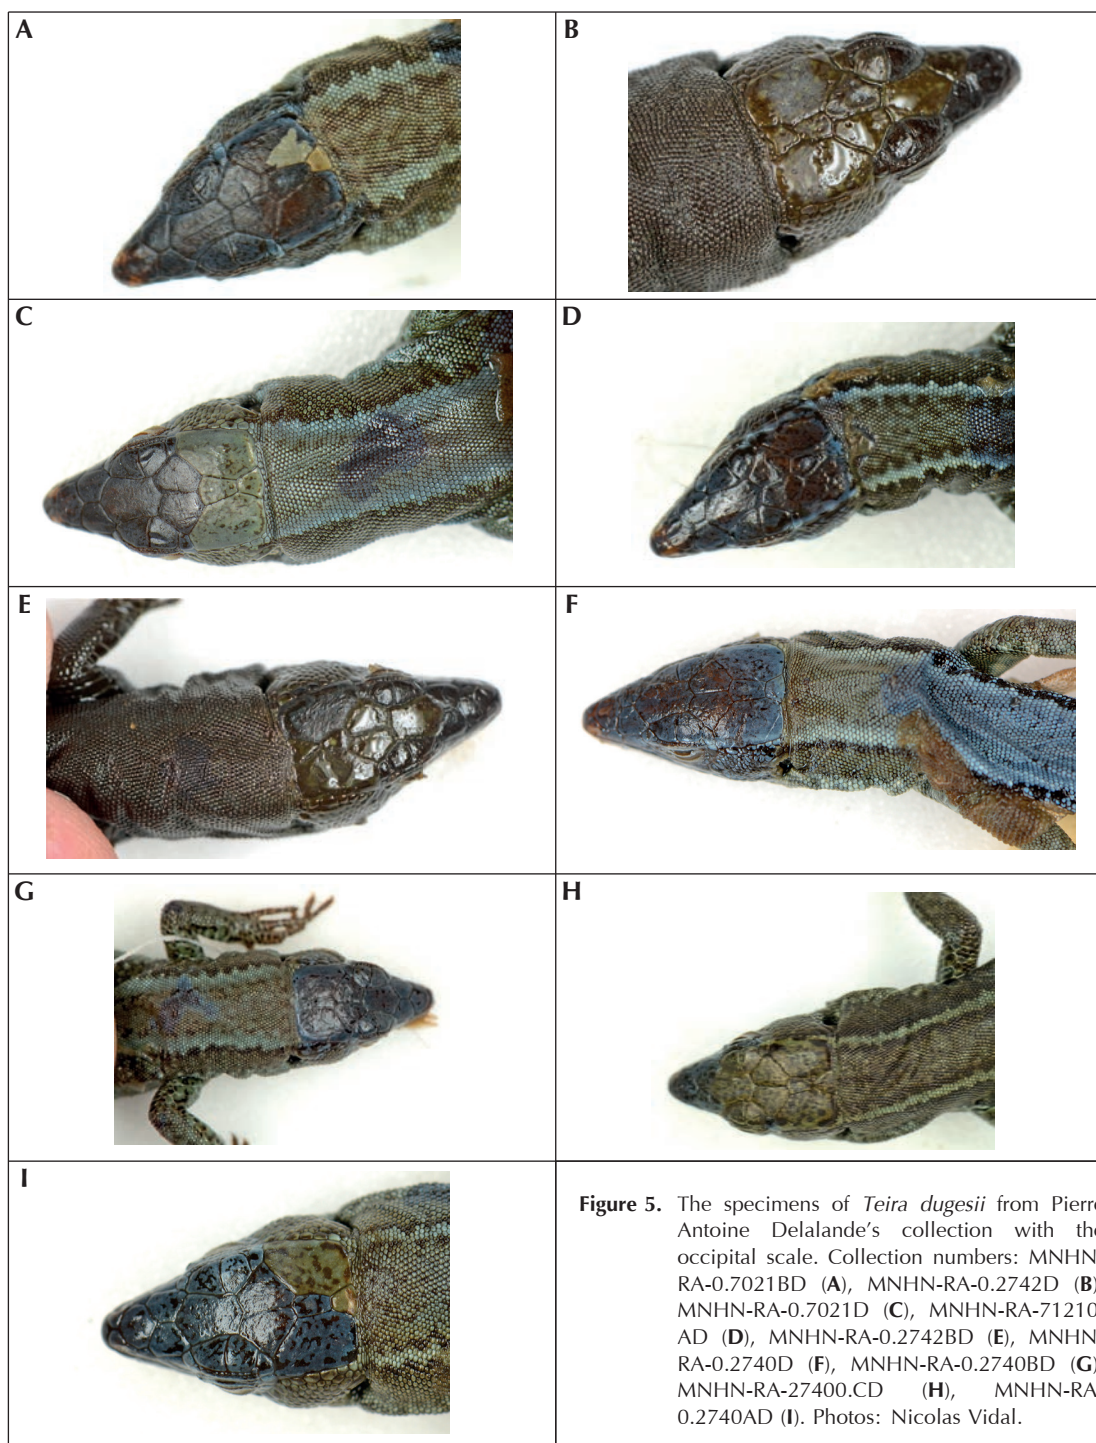 A
B
C
D
E
F
G
H
I
Figure 5. The specimens of Teira dugesii from Pierre
Antoine Delalande's collection with the
occipital scale. Collection numbers: MNHN
RA-0.7021BD (A), MNHN-RA-0.2742D (B)
MNHN-RA-0.7021D (C), MNHN-RA-71210
AD (D), MNHN-RA-0.2742BD (E), MNHN
RA-0.2740D (F), MNHN-RA-0.2740BD (G)
MNHN-RA-27400.CD (H), MNHN-RA
0.2740AD (I). Photos: Nicolas Vidal.